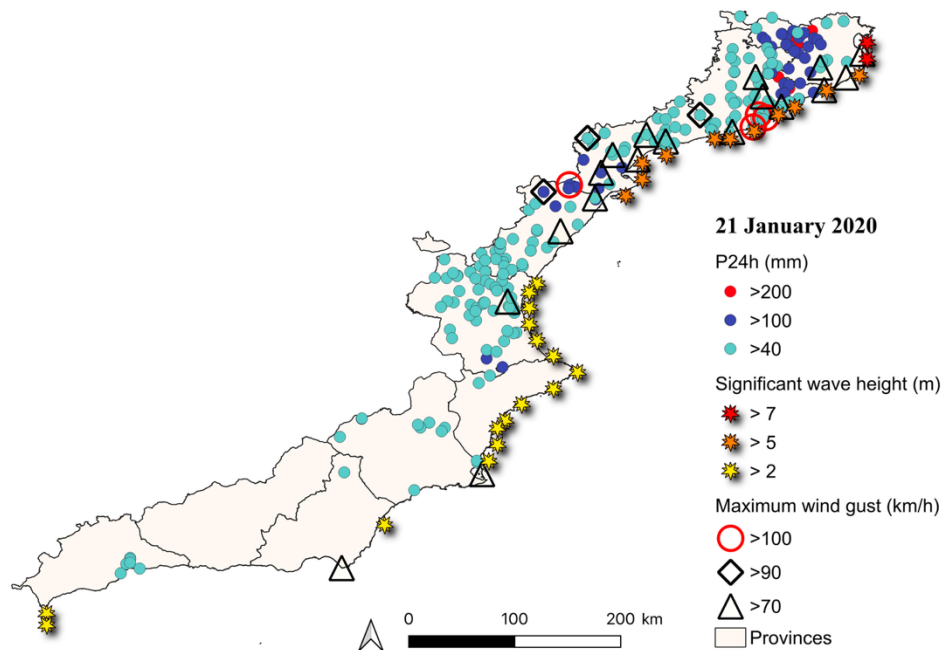 21 January 2020
P24h (mm)
>200
>100
>40
Significant wave height (m)
> 7
> 5
> 2
Maximum wind gust (km/h)
>100
>90
>70
Provinces
0 100 200 km